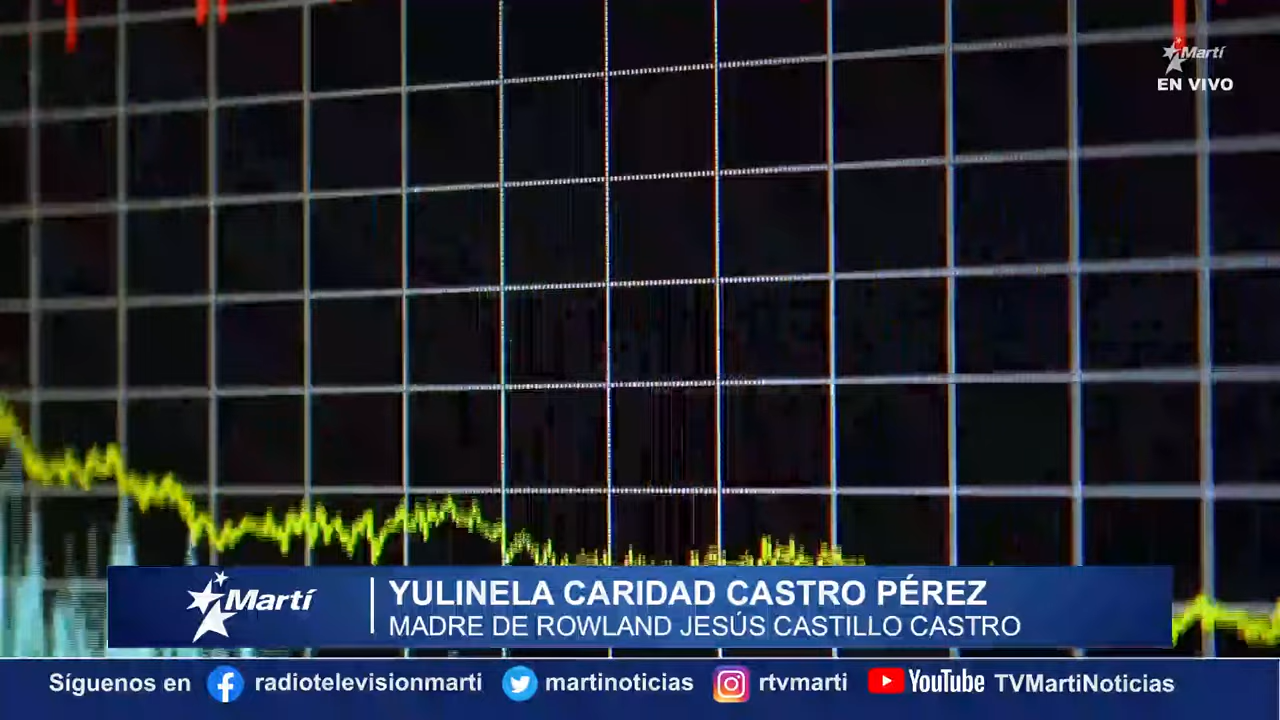 Martí
EN VIVO
Martí
YULINELA CARIDAD CASTRO PÉREZ
MADRE DE ROWLAND JESÚS CASTILLO CASTRO
Síguenos en radiotelevisionmarti martinoticias rtvmarti YouTube TVMartiNoticias